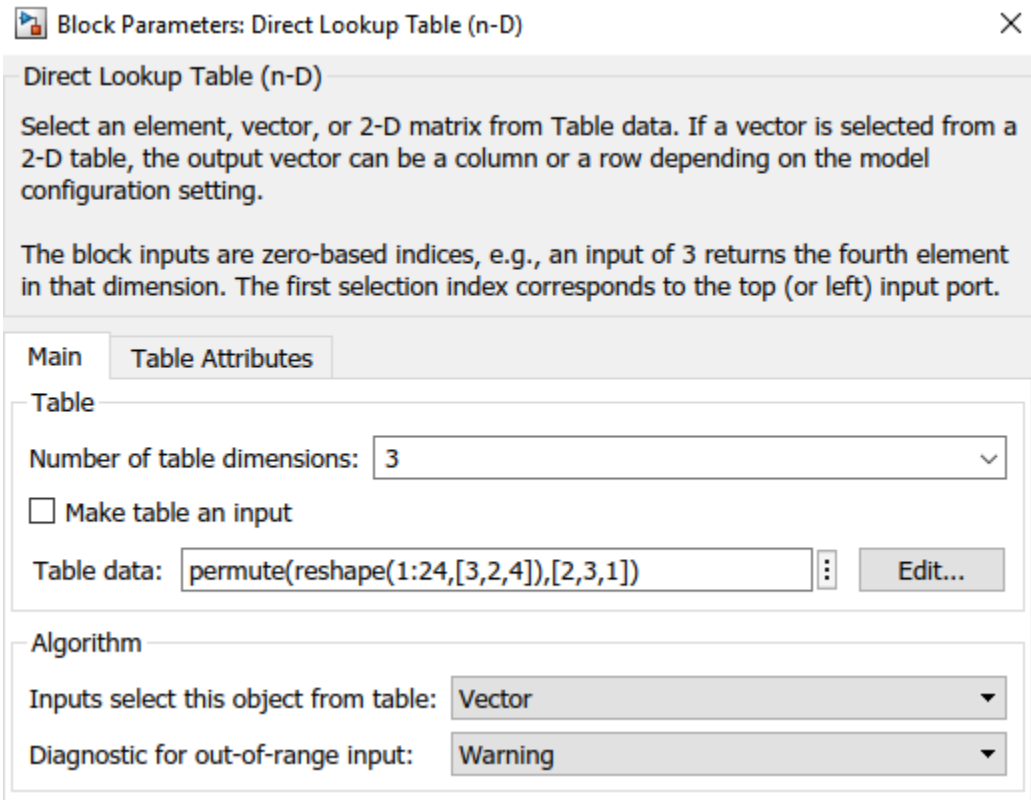 Block Parameters: Direct Lookup Table (n-D)
Direct Lookup Table (n-D)
Select an element, vector, or 2-D matrix from Table data. If a vector is selected from a
2-D table, the output vector can be a column or a row depending on the model
configuration setting.
The block inputs are zero-based indices, e.g., an input of 3 returns the fourth element
in that dimension. The first selection index corresponds to the top (or left) input port.
Main Table Attributes
Table
Number of table dimensions: 3
Make table an input
Table data: permute(reshape(1:24,[3,2,4]),[2,3,1]) Edit...
Algorithm
Inputs select this object from table: Vector
Diagnostic for out-of-range input: Warning